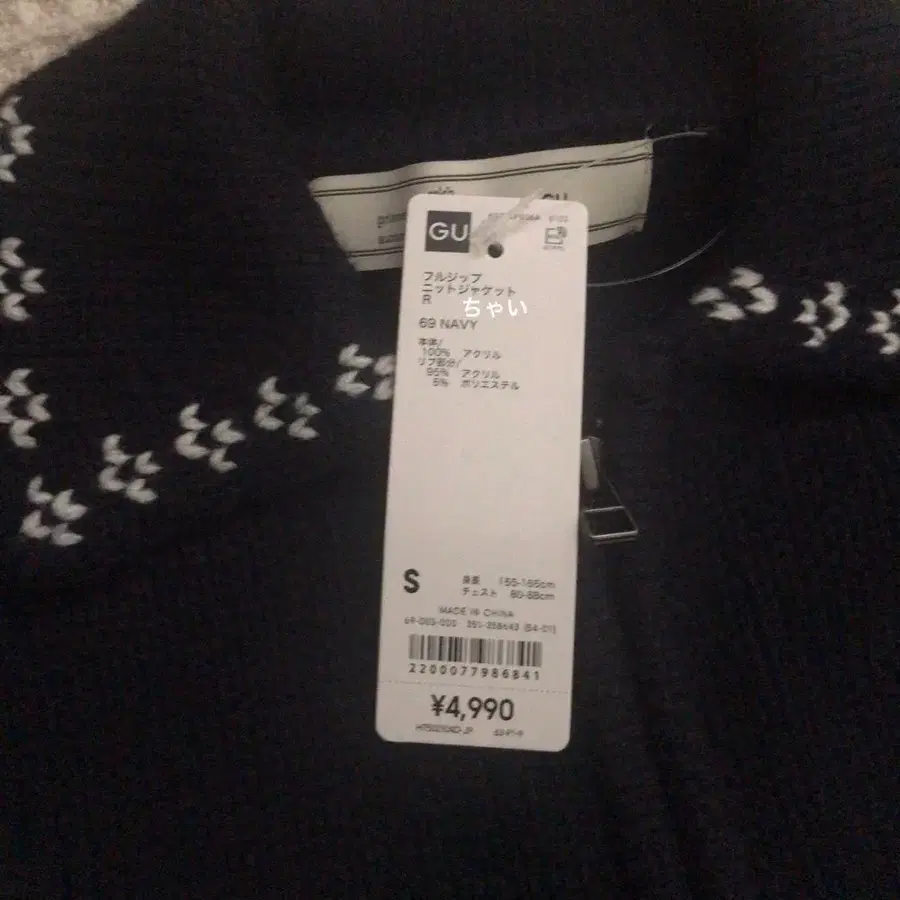 GU
フルジップ
ニットジャケット
R
ちゃい
69 NAVY
本体/
100% アクリル
リブ部分/
95% アクリル
5% ポリエステル
S
身長 155-165cm
チェスト 80-88cm
MADE IN CHINA
2200077986841
¥4,990